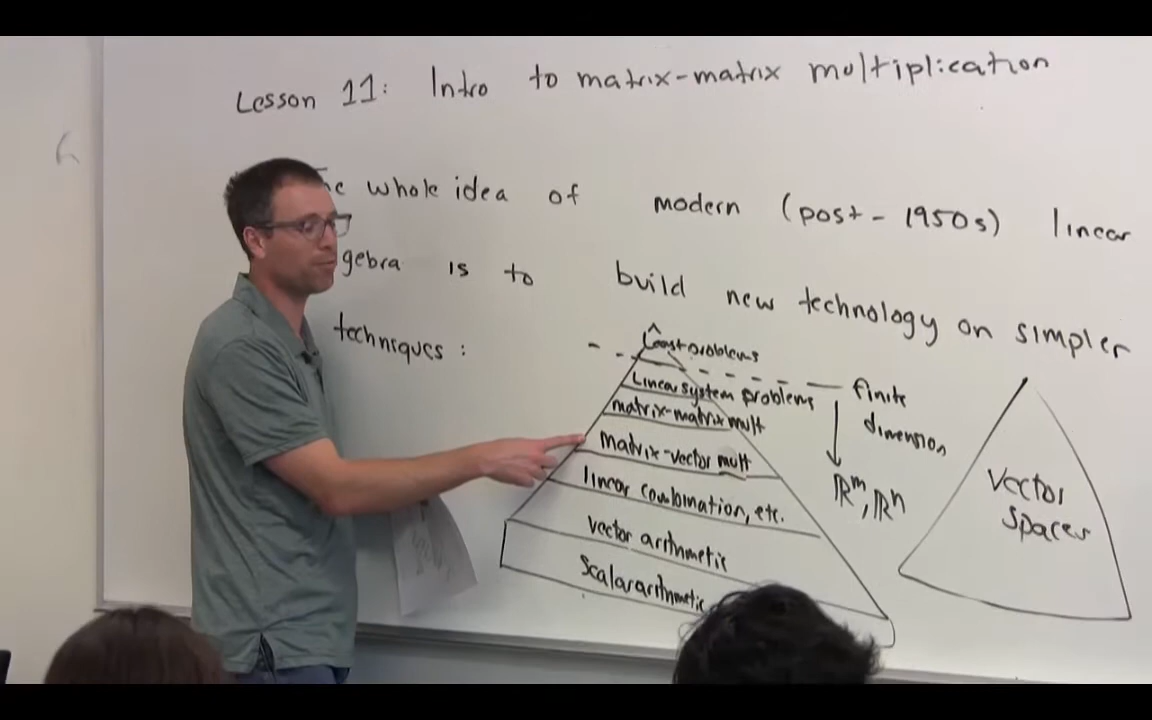 Lesson 11: Intro to matrix-matrix multiplication
whole idea of modern (post-1950s) linear
gebra is to build new technology on simpler
techniques:
problems
Linear system problems
matrix-matrix mult
matrix-vector mult
linear combination, etc.
vector arithmetic
Scalar arithmetic
finite
dimension
ℝᵐ, ℝⁿ
Vector
Spaces